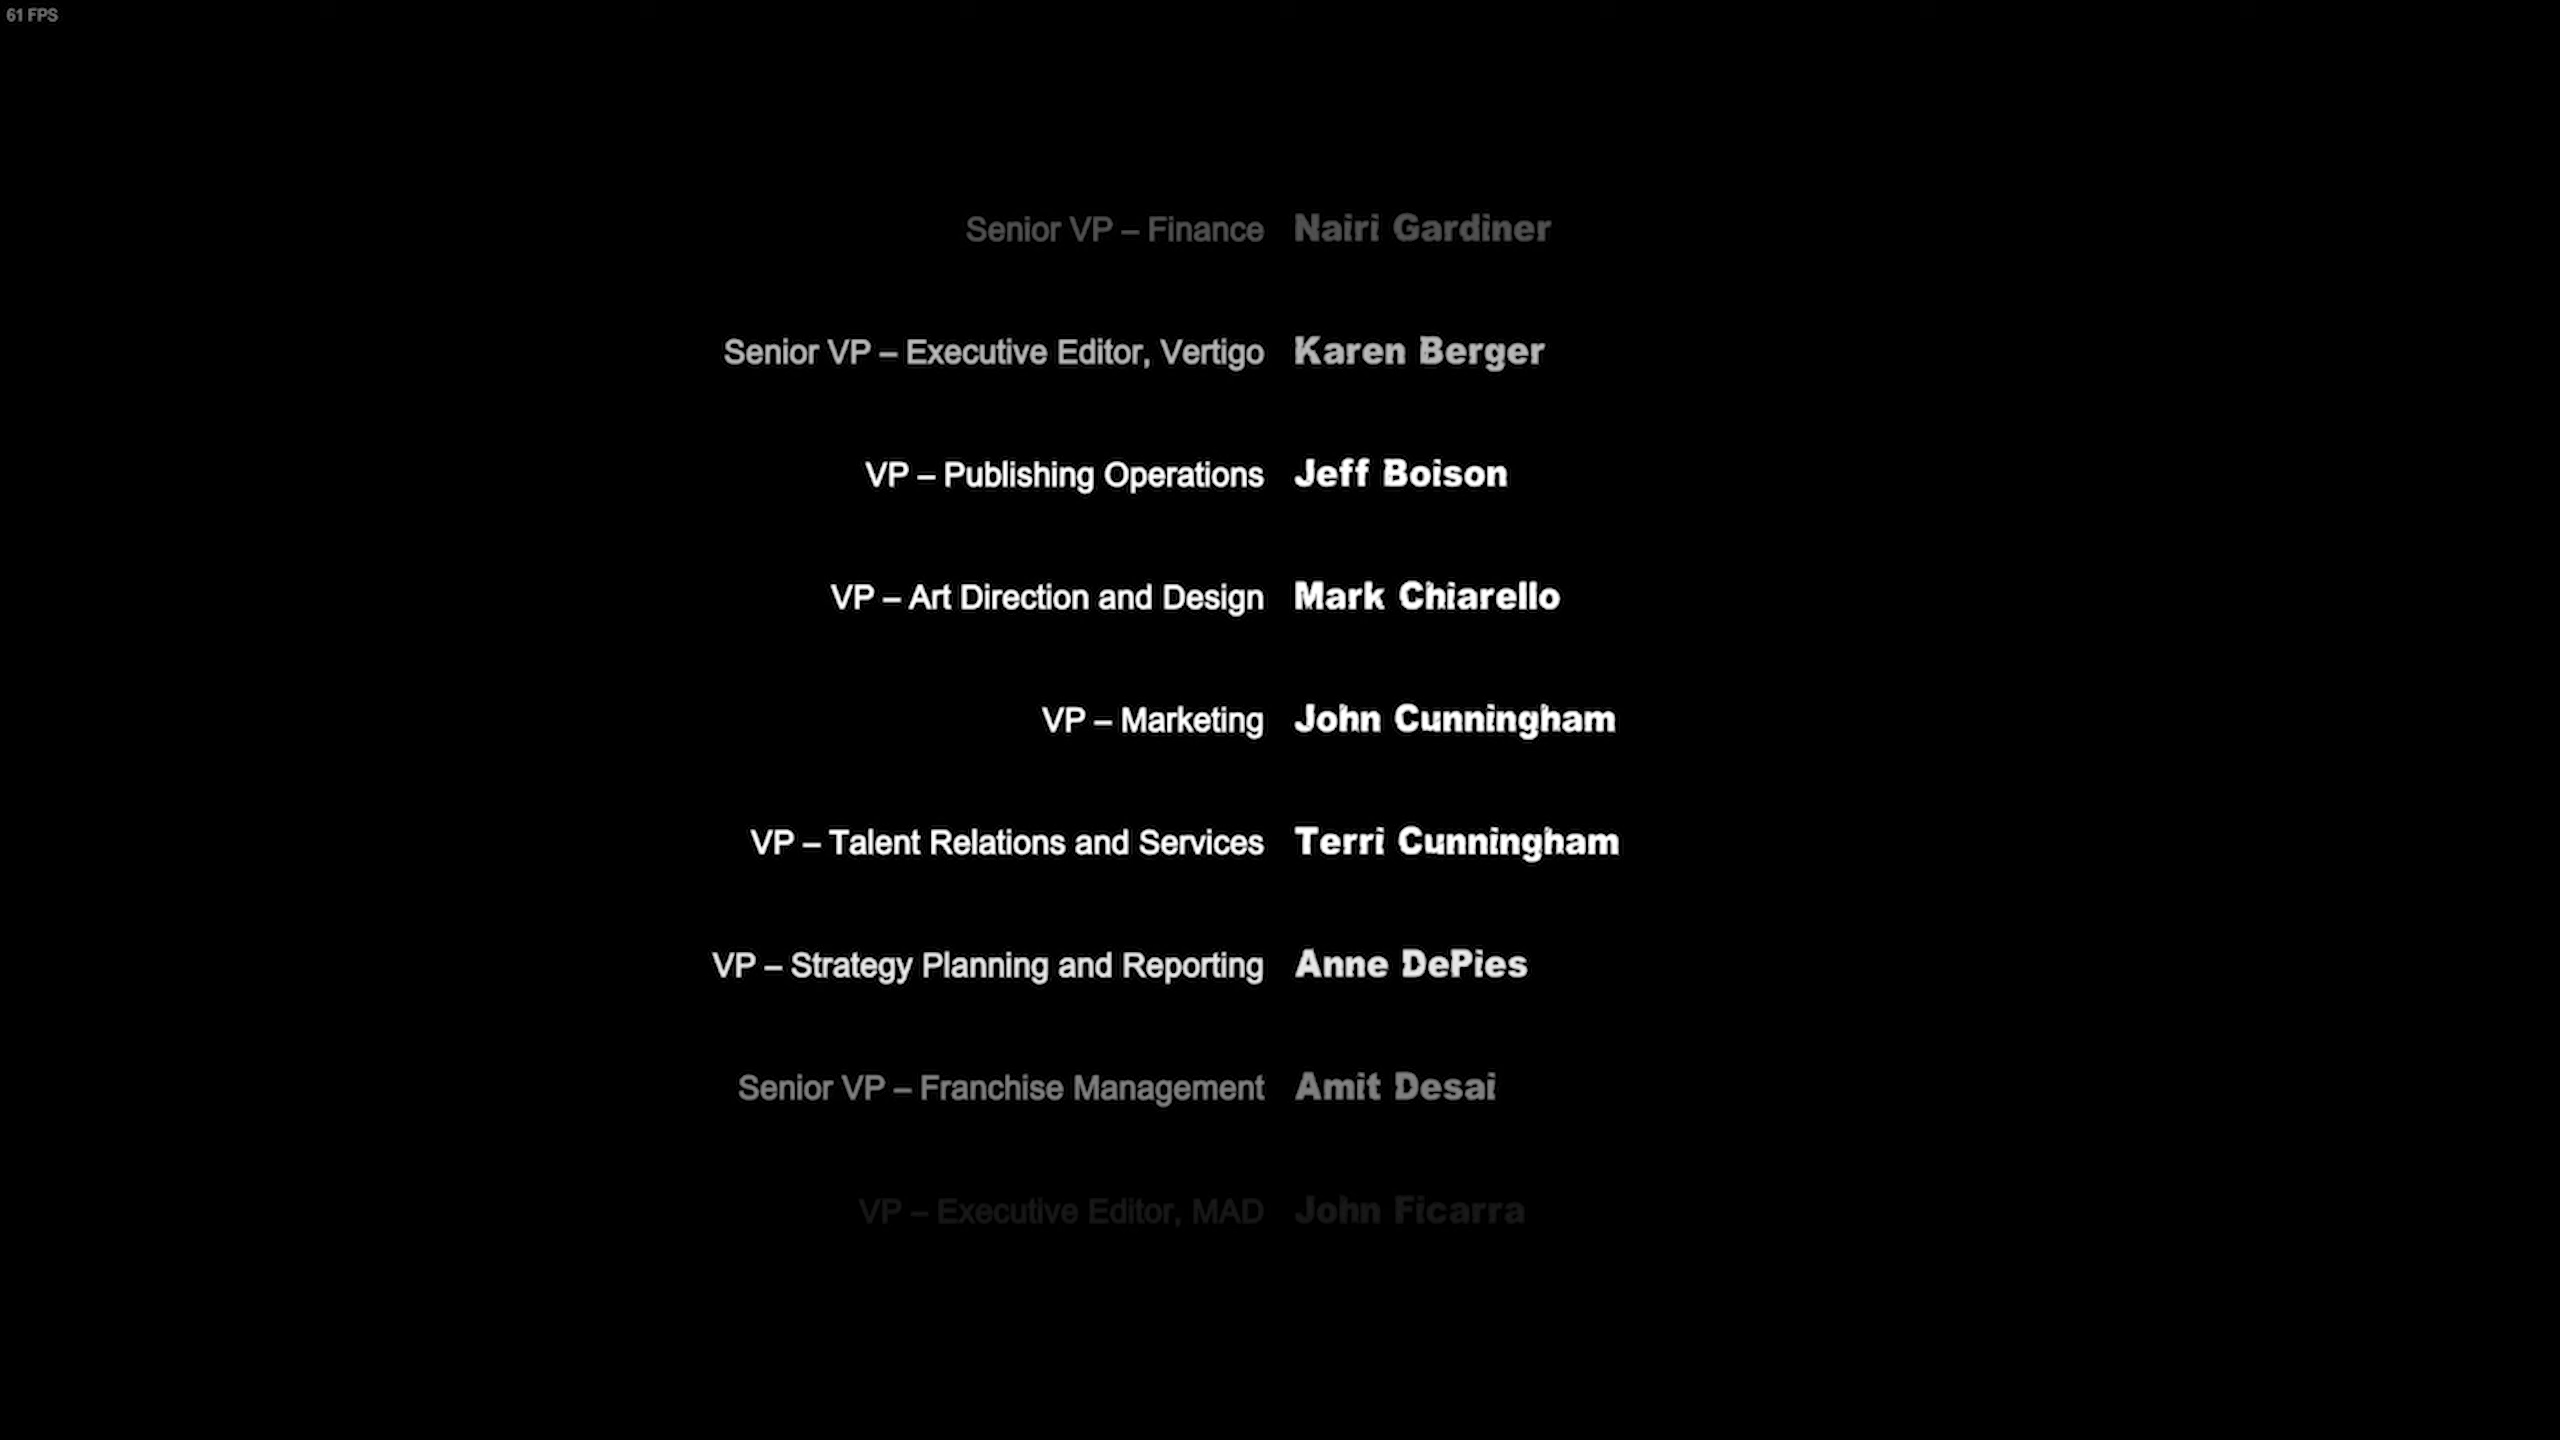 61 FPS
Senior VP – Finance Nairi Gardiner
Senior VP – Executive Editor, Vertigo Karen Berger
VP – Publishing Operations Jeff Boison
VP – Art Direction and Design Mark Chiarello
VP – Marketing John Cunningham
VP – Talent Relations and Services Terri Cunningham
VP – Strategy Planning and Reporting Anne DePies
Senior VP – Franchise Management Amit Desai
VP – Executive Editor, MAD John Ficarra